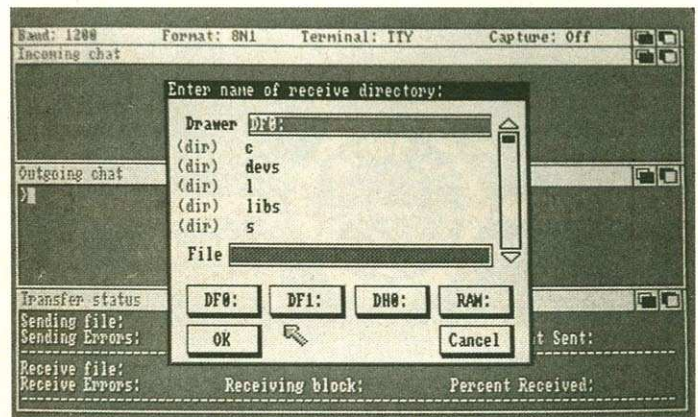 Baud: 1200 Format: 8N1 Terminal: TTY Capture: Off
Incoming chat
Enter name of receive directory:
Drawer DF0:
(dir) c
(dir) devs
(dir) l
(dir) libs
(dir) s
File
Outgoing chat
DF0: DF1: DH0: RAM:
OK Cancel
Transfer status
Sending file:
Sending Errors: t Sent:
Receive file:
Receive Errors: Receiving block: Percent Received: